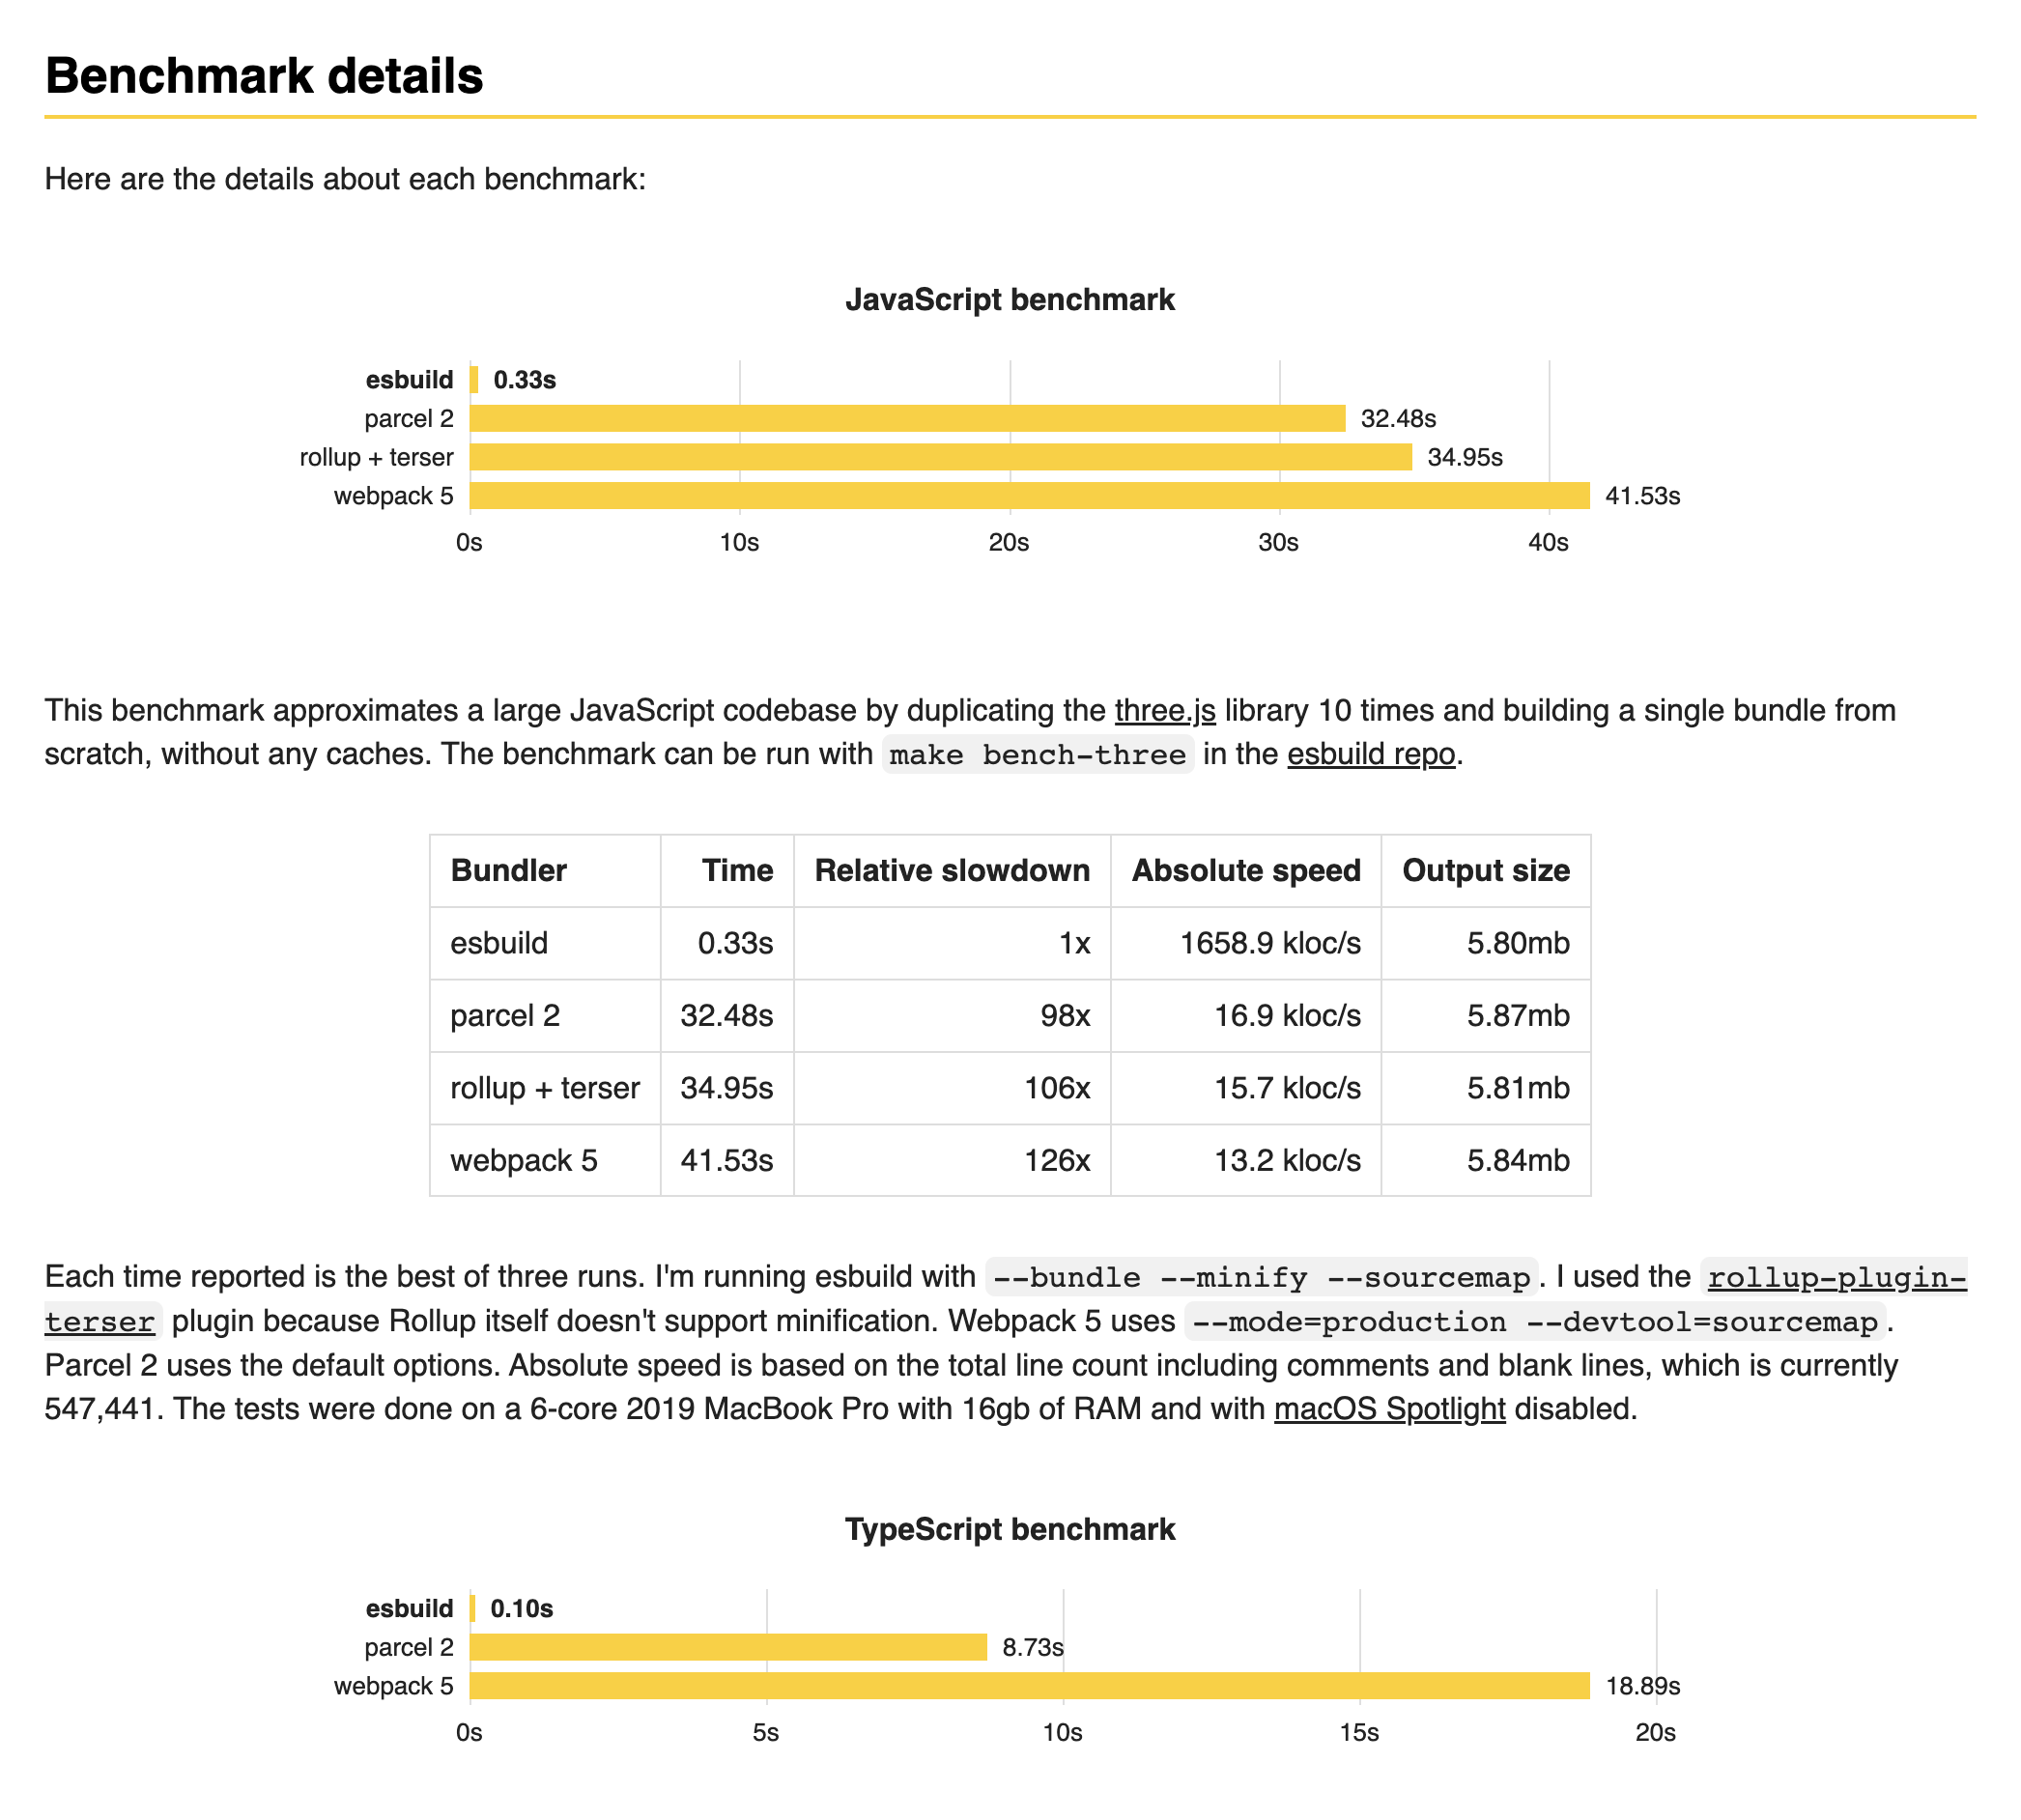 Benchmark details
Here are the details about each benchmark:
JavaScript benchmark
esbuild 0.33s
parcel 2 32.48s
rollup + terser 34.95s
webpack 5 41.53s
0s 10s 20s 30s 40s
This benchmark approximates a large JavaScript codebase by duplicating the three.js library 10 times and building a single bundle from
scratch, without any caches. The benchmark can be run with make bench-three in the esbuild repo.
Bundler Time Relative slowdown Absolute speed Output size
esbuild 0.33s 1x 1658.9 kloc/s 5.80mb
parcel 2 32.48s 98x 16.9 kloc/s 5.87mb
rollup + terser 34.95s 106x 15.7 kloc/s 5.81mb
webpack 5 41.53s 126x 13.2 kloc/s 5.84mb
Each time reported is the best of three runs. I'm running esbuild with --bundle --minify --sourcemap. I used the rollup-plugin-
terser plugin because Rollup itself doesn't support minification. Webpack 5 uses --mode=production --devtool=sourcemap.
Parcel 2 uses the default options. Absolute speed is based on the total line count including comments and blank lines, which is currently
547,441. The tests were done on a 6-core 2019 MacBook Pro with 16gb of RAM and with macOS Spotlight disabled.
TypeScript benchmark
esbuild 0.10s
parcel 2 8.73s
webpack 5 18.89s
0s 5s 10s 15s 20s